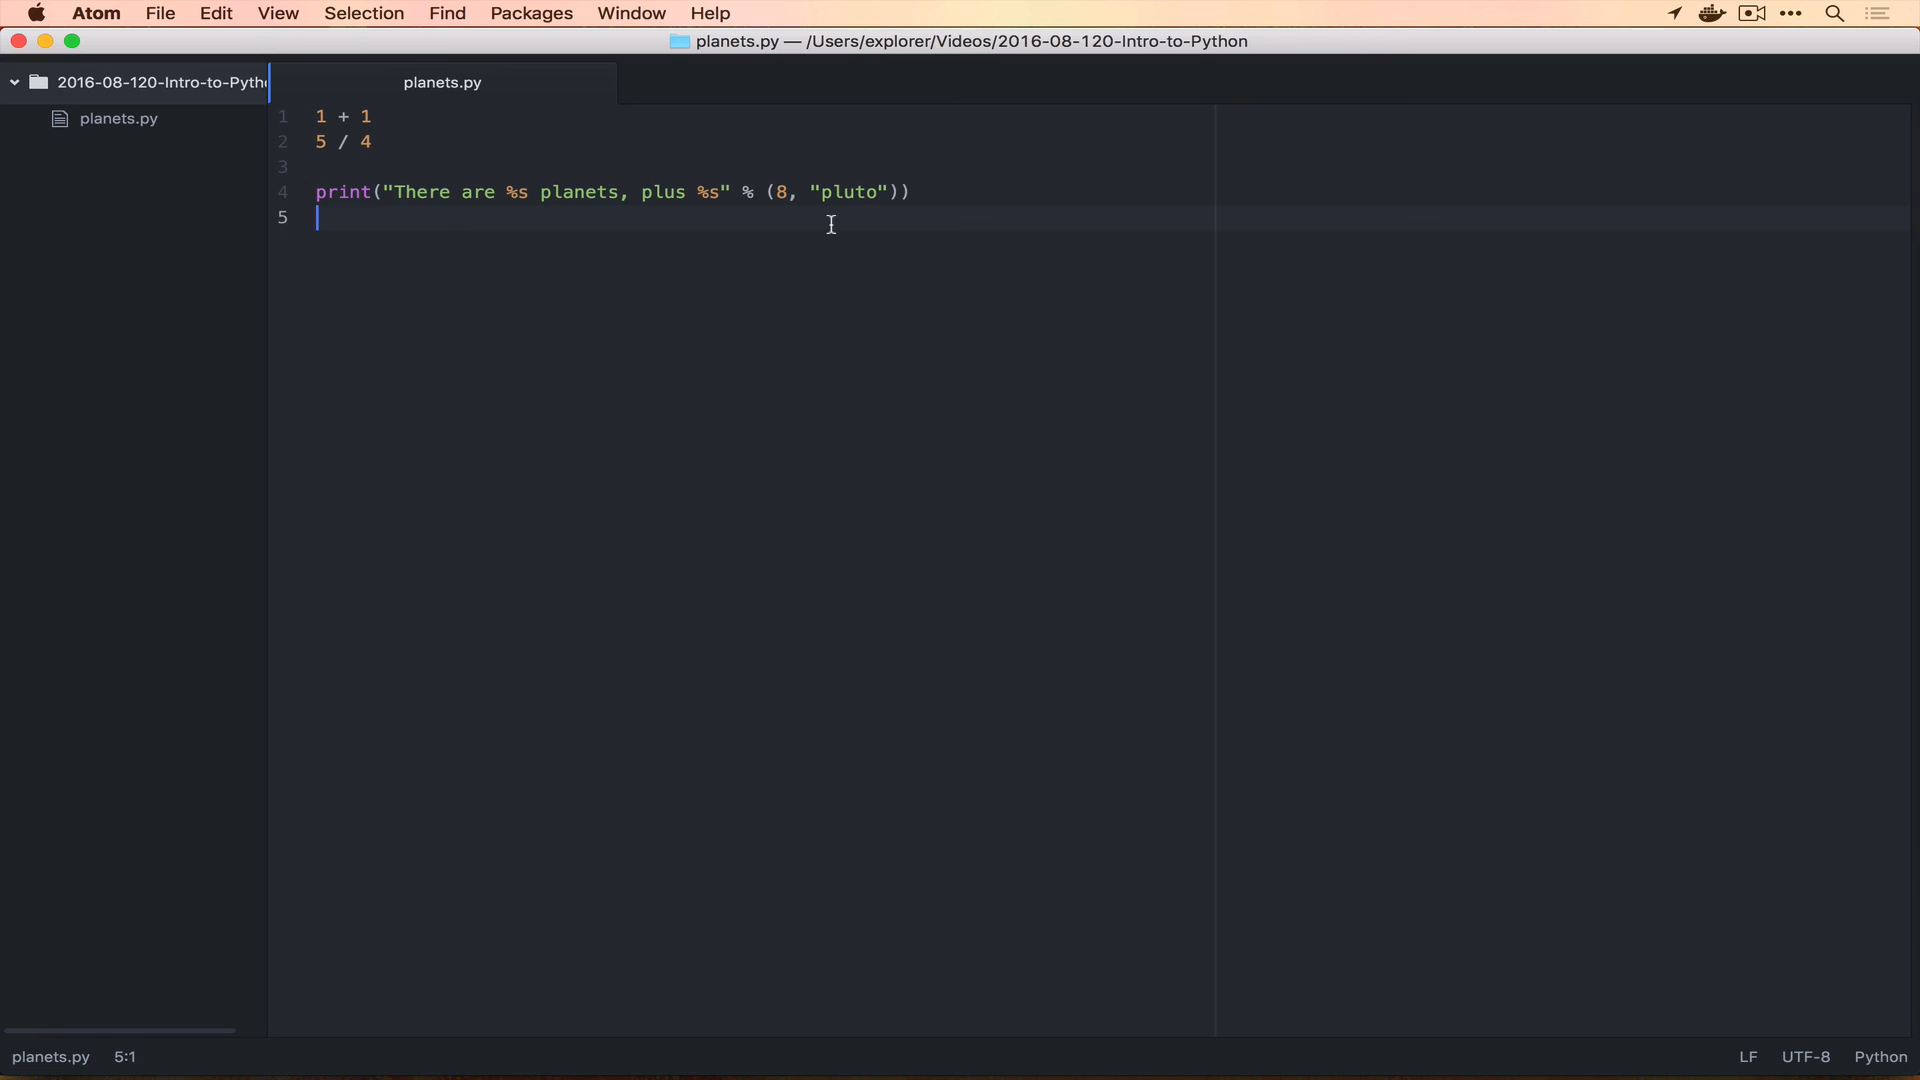 Atom File Edit View Selection Find Packages Window Help
planets.py — /Users/explorer/Videos/2016-08-120-Intro-to-Python
2016-08-120-Intro-to-Pyth
planets.py
planets.py
1 1 + 1
2 5 / 4
3
4 print("There are %s planets, plus %s" % (8, "pluto"))
5
planets.py 5:1 LF UTF-8 Python